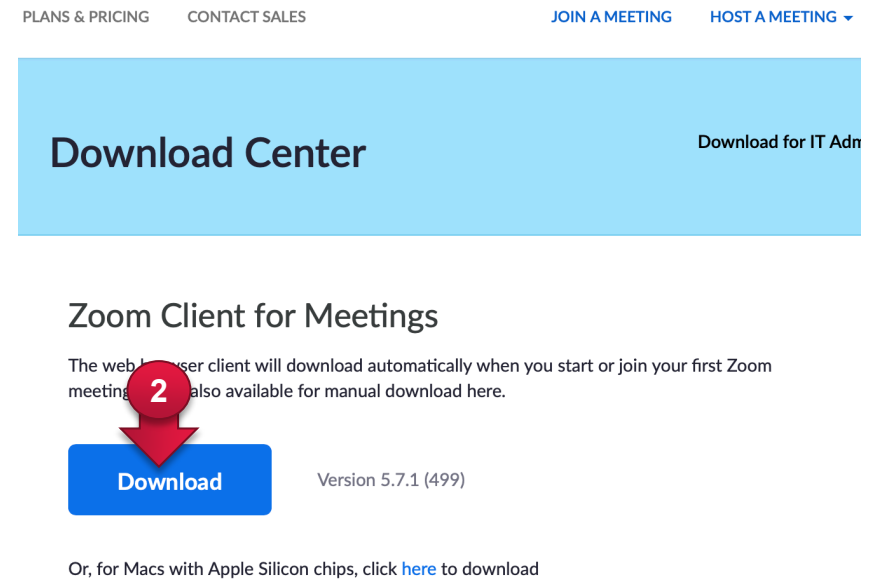 PLANS & PRICING CONTACT SALES JOIN A MEETING HOST A MEETING
Download Center
Download for IT
Zoom Client for Meetings
The web client will download automatically when you start or join your first Zoom
also available for manual download here.
2
Download Version 5.7.1 (499)
Or, for Macs with Apple Silicon chips, click here to download